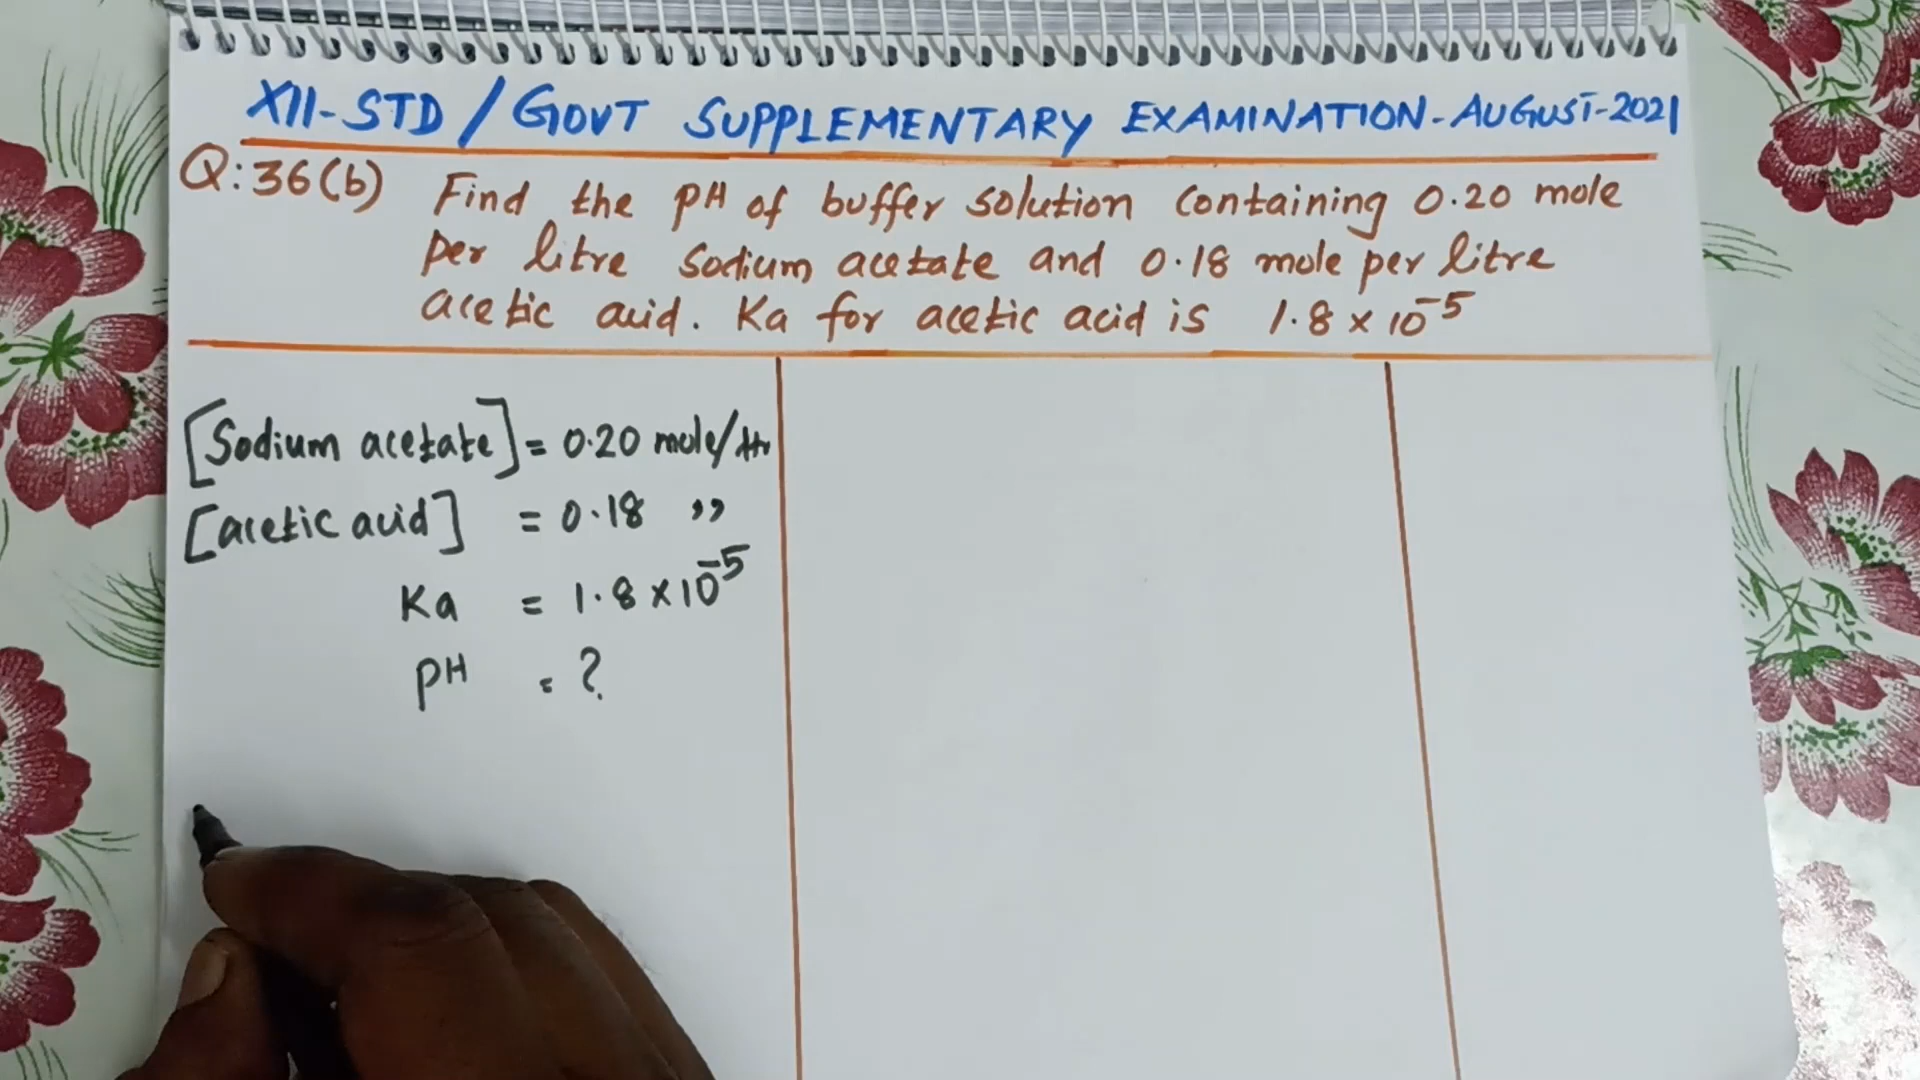 XII-STD / GOVT SUPPLEMENTARY EXAMINATION-AUGUST-2021
Q:36(b) Find the pH of buffer solution containing 0.20 mole
per litre sodium acetate and 0.18 mole per litre
acetic acid. Ka for acetic acid is 1.8 × 10⁻⁵
[Sodium acetate] = 0.20 mole/ltr
[acetic acid] = 0.18 ,,
Ka = 1.8 × 10⁻⁵
pH = ?